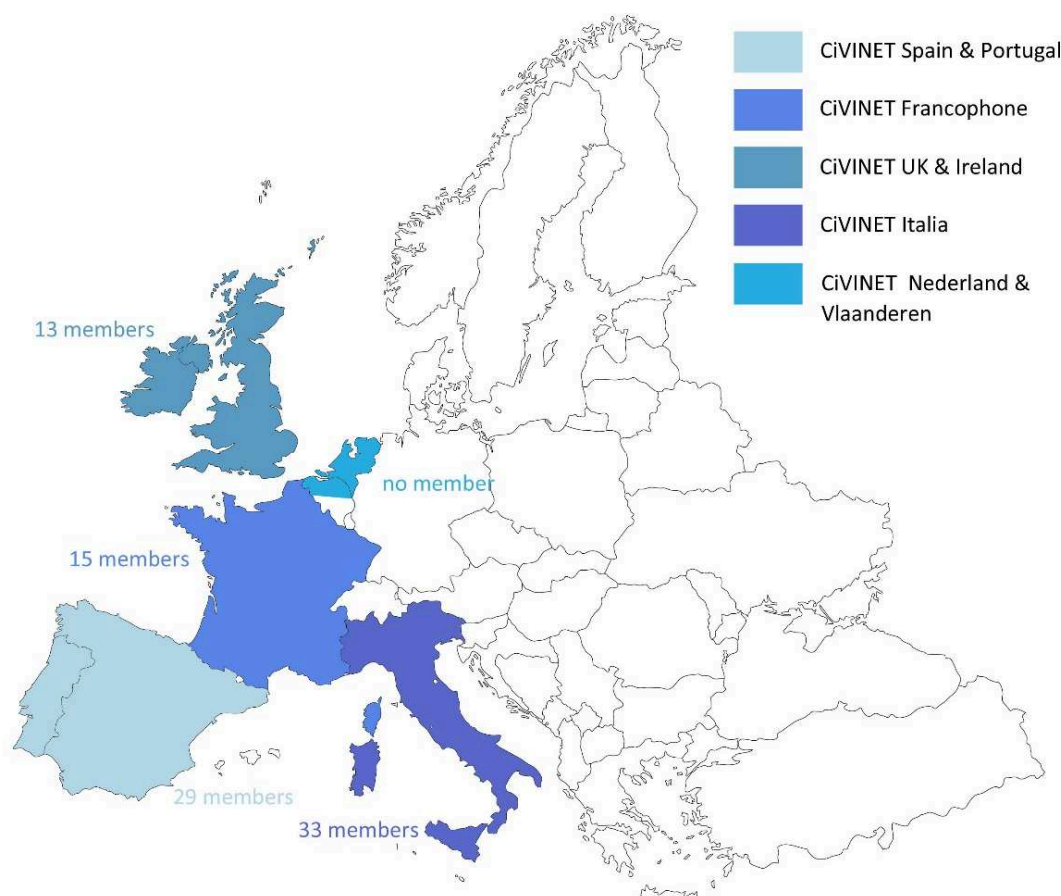 CiVINET Spain & Portugal
CiVINET Francophone
CiVINET UK & Ireland
CiVINET Italia
CiVINET Nederland &
Vlaanderen
13 members
no member
15 members
29 members
33 members